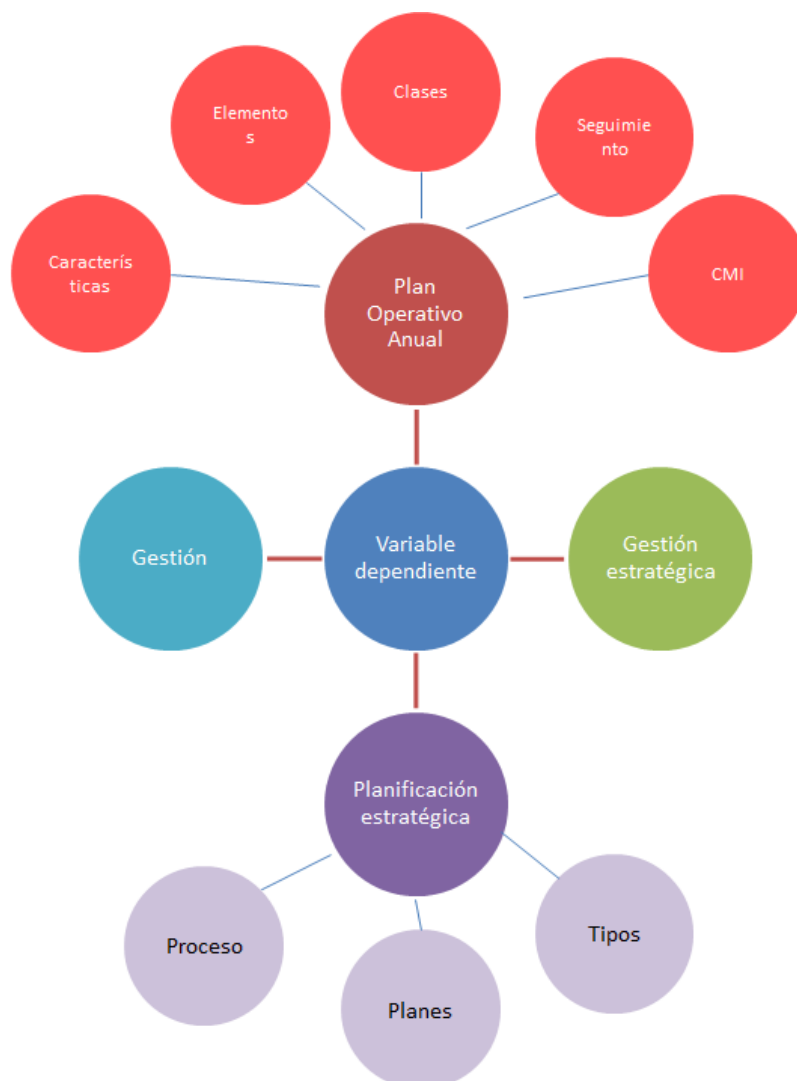 Clases
Elemento
s
Seguimie
nto
Caracterís
ticas
CMI
Plan
Operativo
Anual
Gestión
Variable
dependiente
Gestión
estratégica
Planificación
estratégica
Proceso
Tipos
Planes